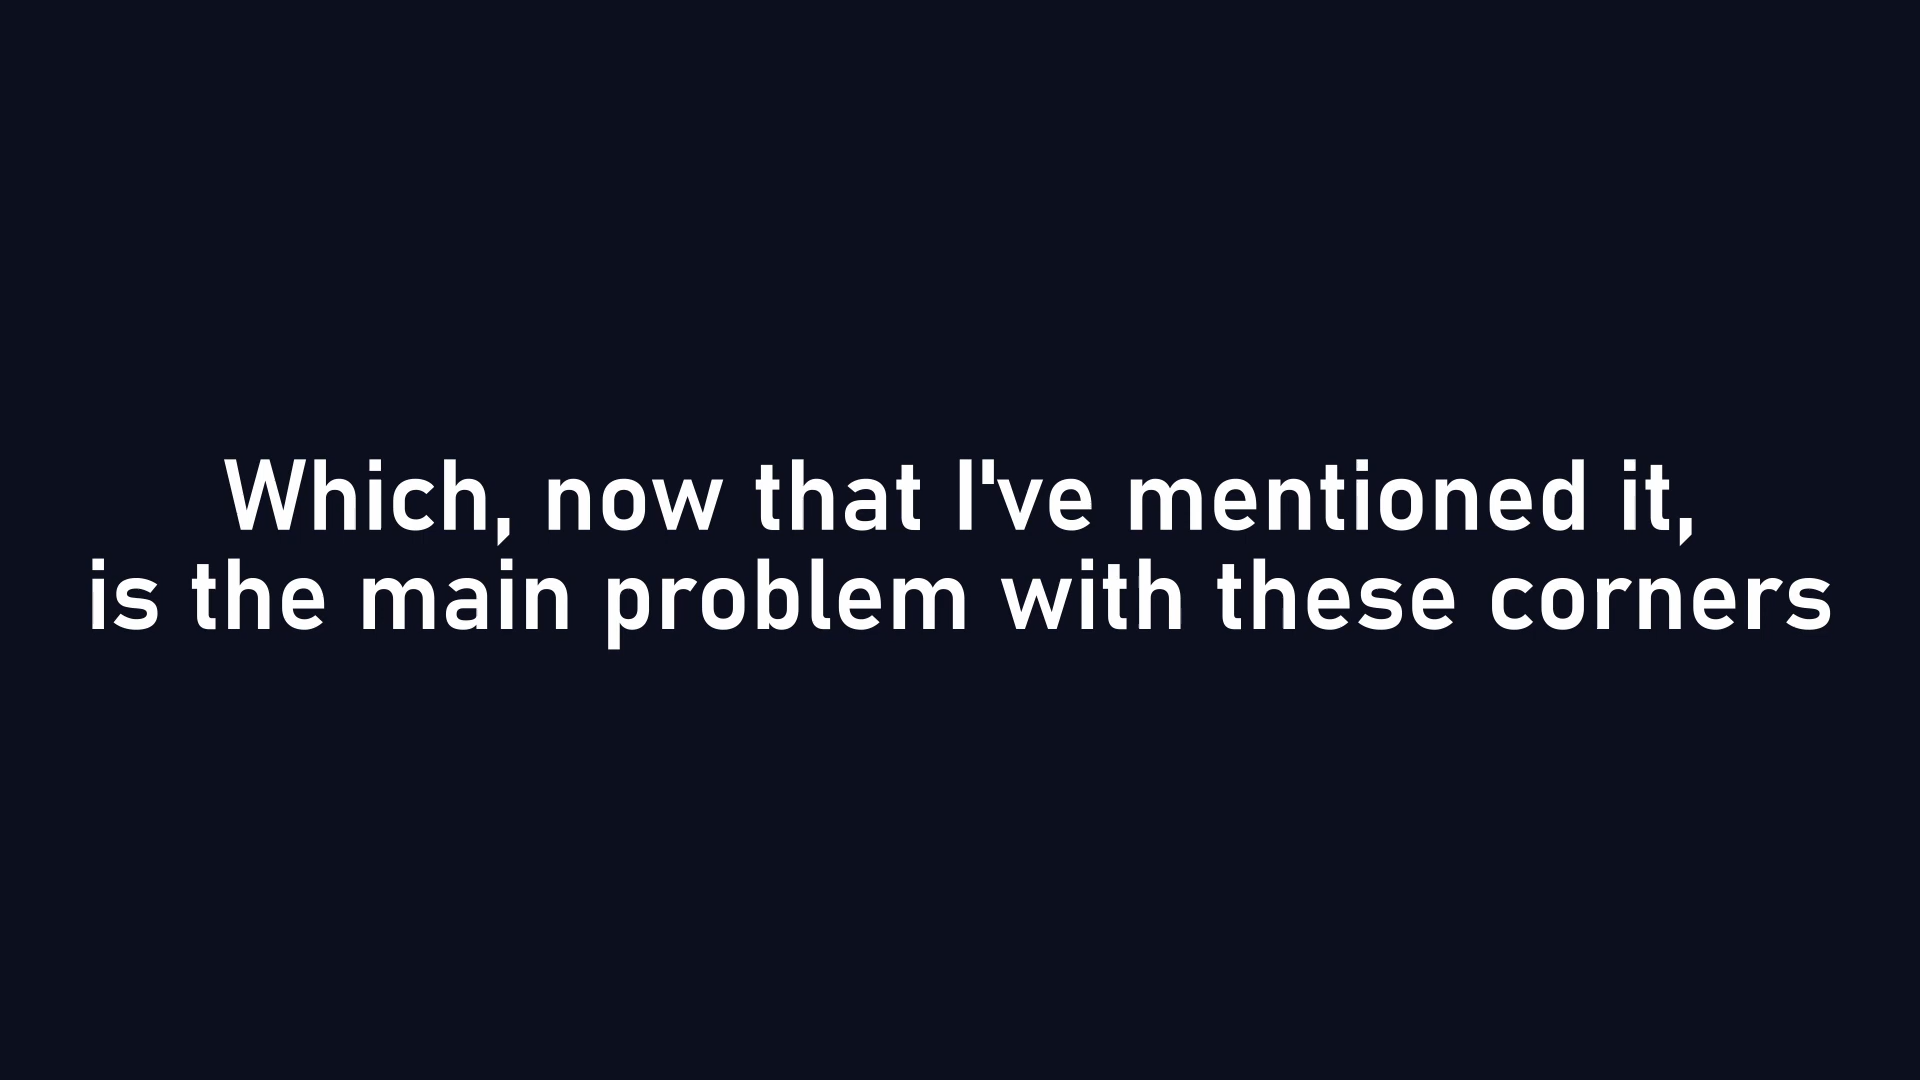 Which, now that I've mentioned it,
is the main problem with these corners